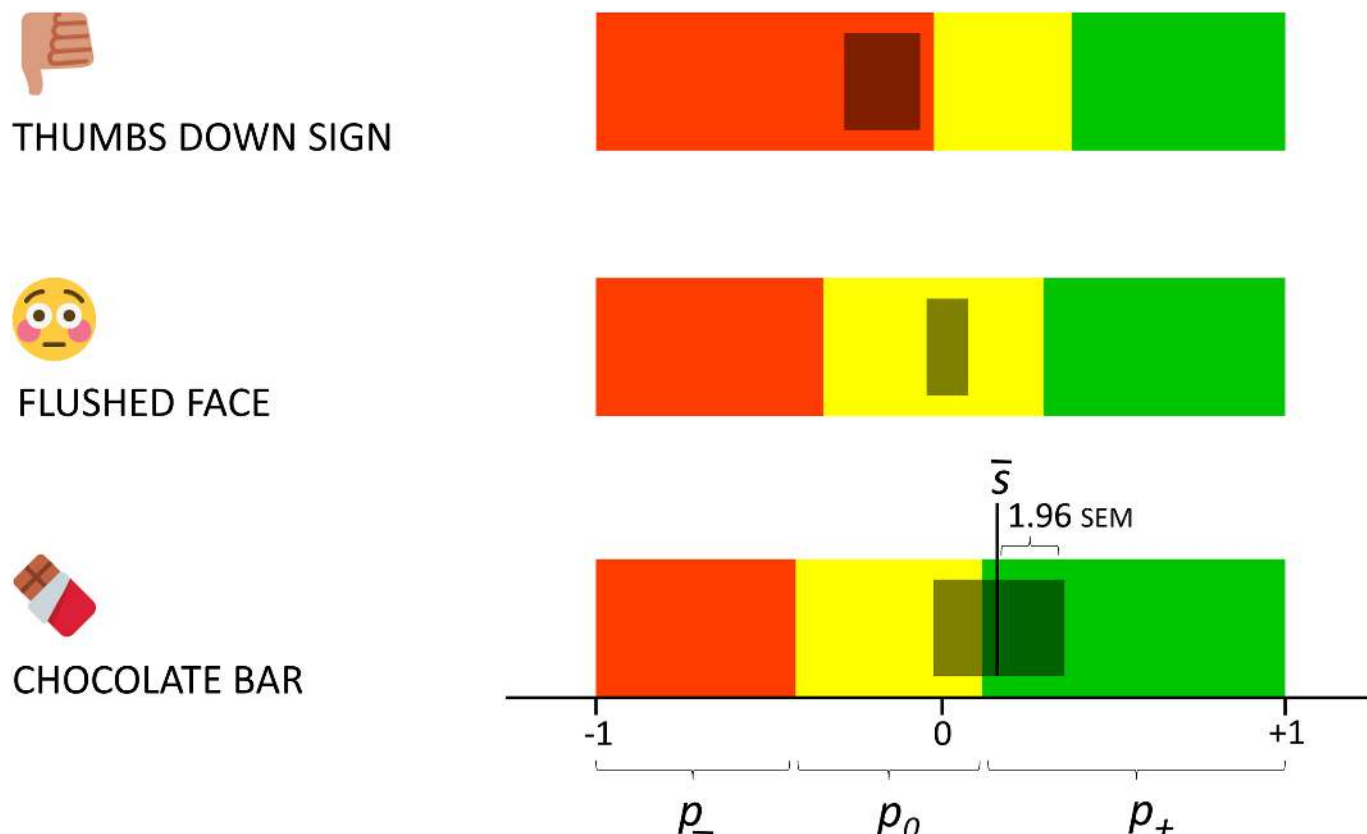 THUMBS DOWN SIGN
FLUSHED FACE
s̄
1.96 SEM
CHOCOLATE BAR
-1 0 +1
p₋ p₀ p₊